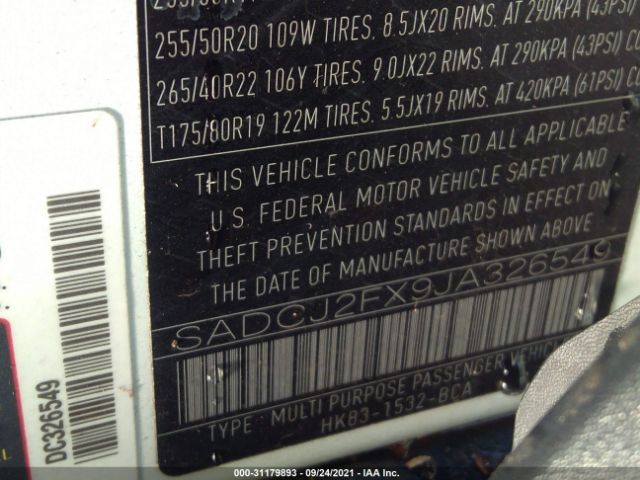 255/50R20 109W TIRES. 8.5JX20 RIMS. AT 290KPA (43PSI)
265/40R22 106Y TIRES. 9.0JX22 RIMS. AT 290KPA (43PSI)
T175/80R19 122M TIRES. 5.5JX19 RIMS. AT 420KPA (61PSI)
THIS VEHICLE CONFORMS TO ALL APPLICABLE
U.S. FEDERAL MOTOR VEHICLE SAFETY AND
THEFT PREVENTION STANDARDS IN EFFECT ON
THE DATE OF MANUFACTURE SHOWN ABOVE
SADCJ2FX9JA326549
TYPE: MULTI PURPOSE PASSENGER VEHICLE
HK83-1532-BCA
DC326549
000-31179893 - 09/24/2021 - IAA Inc.